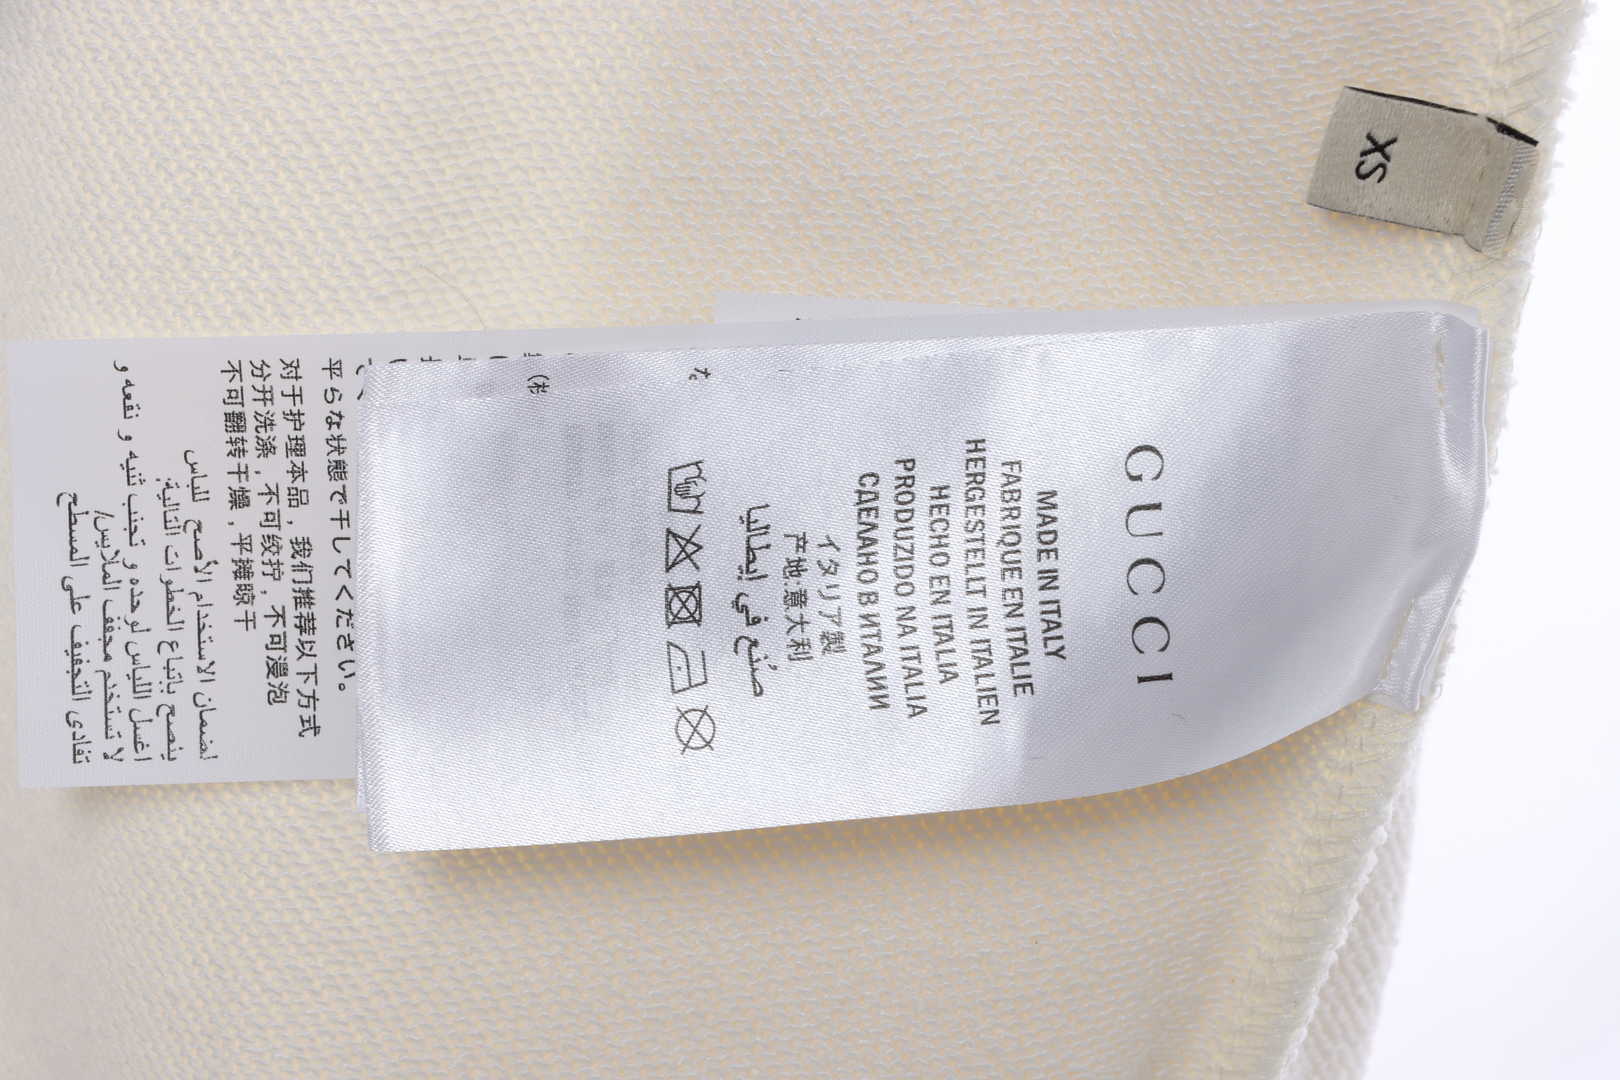 XS
GUCCI
MADE IN ITALY
FABRIQUE EN ITALIE
HERGESTELLT IN ITALIEN
HECHO EN ITALIA
PRODUZIDO NA ITALIA
СДЕЛАНО В ИТАЛИИ
イタリア製
产地:意大利
صُنع في إيطاليا
平らな状態で干してください。
对于护理本品，我们推荐以下方式
分开洗涤，不可绞拧，不可浸泡
不可翻转干燥，平摊晾干
لضمان الاستخدام الأصح للباس
ينصح باتباع الخطوات التالية:
اغسل اللباس لوحده و تجنب ثنيه و نقعه و
لا تستخدم مجفف الملابس/
تفادى التجفيف على المسطح